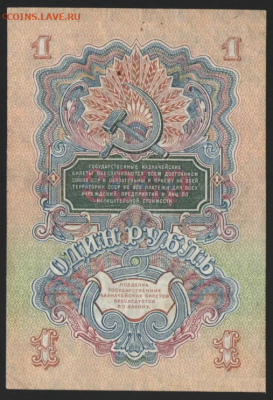 COINS.LAVE.RU
1 1
ГОСУДАРСТВЕННЫЕ КАЗНАЧЕЙСКИЕ
БИЛЕТЫ ОБЕСПЕЧИВАЮТСЯ ВСЕМ ДОСТОЯНИЕМ
СОЮЗА ССР И ОБЯЗАТЕЛЬНЫ К ПРИЕМУ НА ВСЕЙ
ТЕРРИТОРИИ СССР ВО ВСЕ ПЛАТЕЖИ ДЛЯ ВСЕХ
УЧРЕЖДЕНИЙ, ПРЕДПРИЯТИЙ И ЛИЦ ПО
НАРИЦАТЕЛЬНОЙ СТОИМОСТИ
ОДИН РУБЛЬ
ПОДДЕЛКА
ГОСУДАРСТВЕННЫХ
КАЗНАЧЕЙСКИХ БИЛЕТОВ
ПРЕСЛЕДУЕТСЯ
ПО ЗАКОНУ
1 1